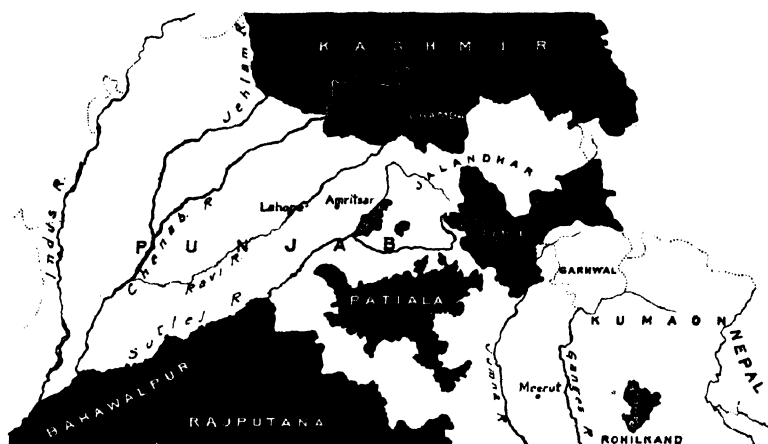 KASHMIR
Jehlam R.
CHAMBA
JALANDHAR
Indus R.
Chenab. R
Lahore
Amritsar
PUNJAB
Ravi R.
GARHWAL
PATIALA
Sutlej R.
KUMAON
NEPAL
BAHAWALPUR
Jumna R.
Ganges R.
Meerut
RAJPUTANA
ROHILKAND